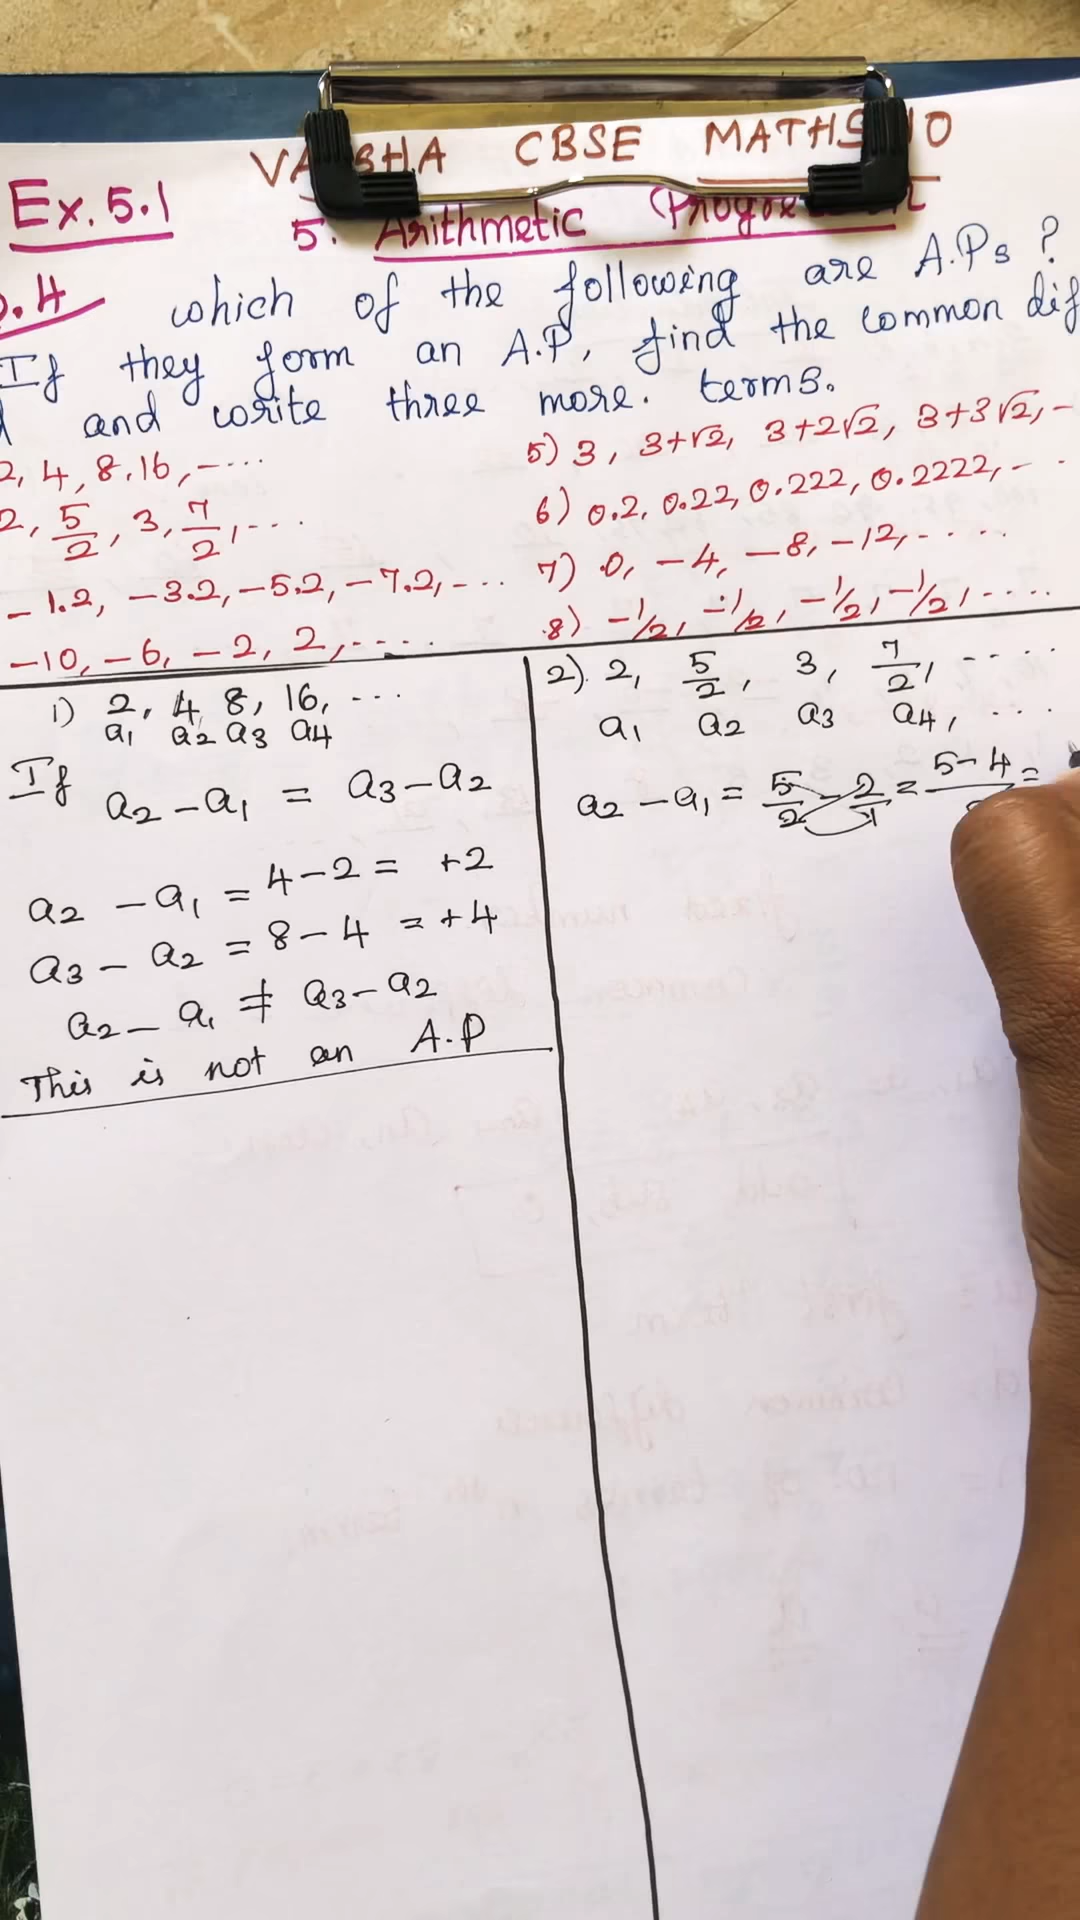 CBSE MATHS 10
Ex. 5.1
5. Arithmetic
which of the following are A.Ps ?
If they form an A.P, find the common
and write three more. terms.
2, 4, 8, 16, -....
2, 5/2, 3, 7/2, ....
-1.2, -3.2, -5.2, -7.2, -...
-10, -6, -2, 2, ....
5) 3, 3+√2, 3+2√2, 3+3√2, -
6) 0.2, 0.22, 0.222, 0.2222, - .
7) 0, -4, -8, -12, ....
8) -1/2, -1/2, -1/2, -1/2, ....
1) 2, 4, 8, 16, ...
a1 a2 a3 a4
If a2 - a1 = a3 - a2
a2 - a1 = 4 - 2 = +2
a3 - a2 = 8 - 4 = +4
a2 - a1 ≠ a3 - a2
This is not an A.P
2). 2, 5/2, 3, 7/2, ....
a1 a2 a3 a4, ...
a2 - a1 = 5/2 - 2/1 = 5-4 =